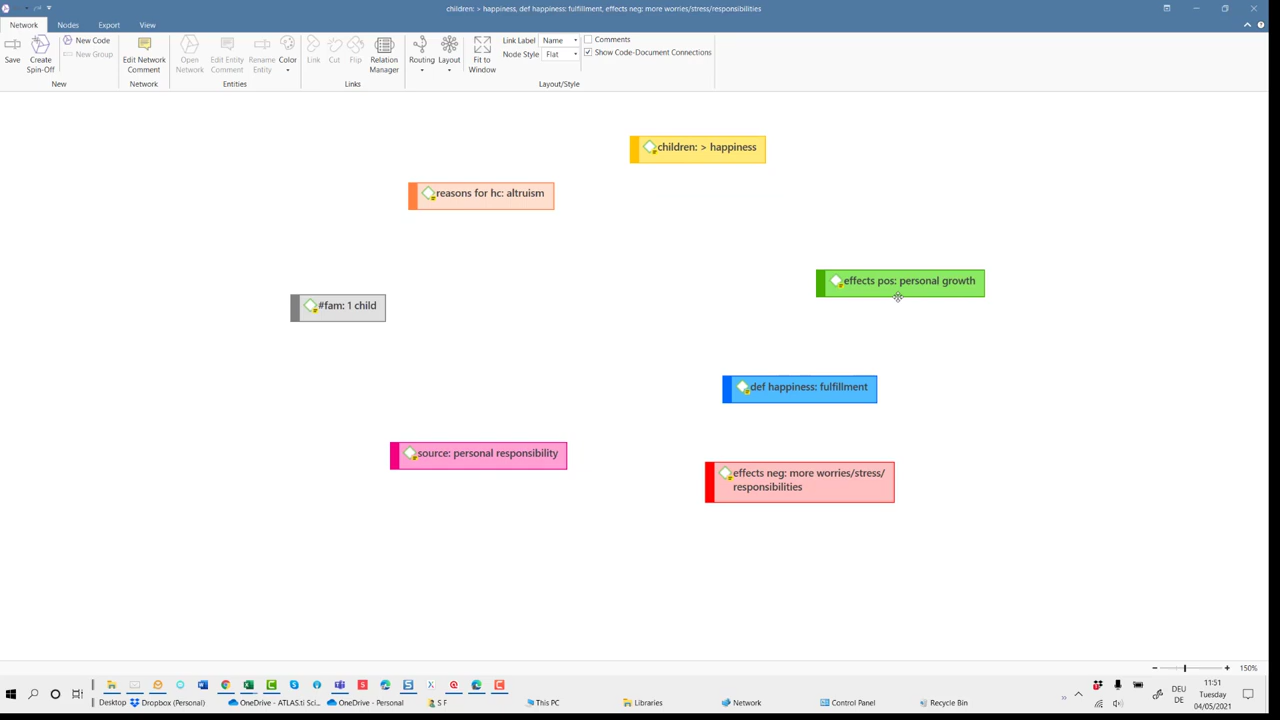 children: > happiness, def happiness: fulfillment, effects neg: more worries/stress/responsibilities
Network Nodes Export View
Save
Create Spin-Off
New Code
New Group
New
Edit Network Comment
Network
Open Network
Edit Entity Comment
Rename Entity
Color
Entities
Link
Cut
Flip
Relation Manager
Links
Routing
Layout
Fit to Window
Link Label Name
Node Style Flat
Comments
Show Code-Document Connections
Layout/Style
children: > happiness
reasons for hc: altruism
effects pos: personal growth
#fam: 1 child
def happiness: fulfillment
source: personal responsibility
effects neg: more worries/stress/
responsibilities
150%
Desktop
Dropbox (Personal)
OneDrive - ATLAS.ti Sci...
OneDrive - Personal
S F
This PC
Libraries
Network
Recycle Bin
Control Panel
DEU
DE
11:51
Tuesday
04/05/2021